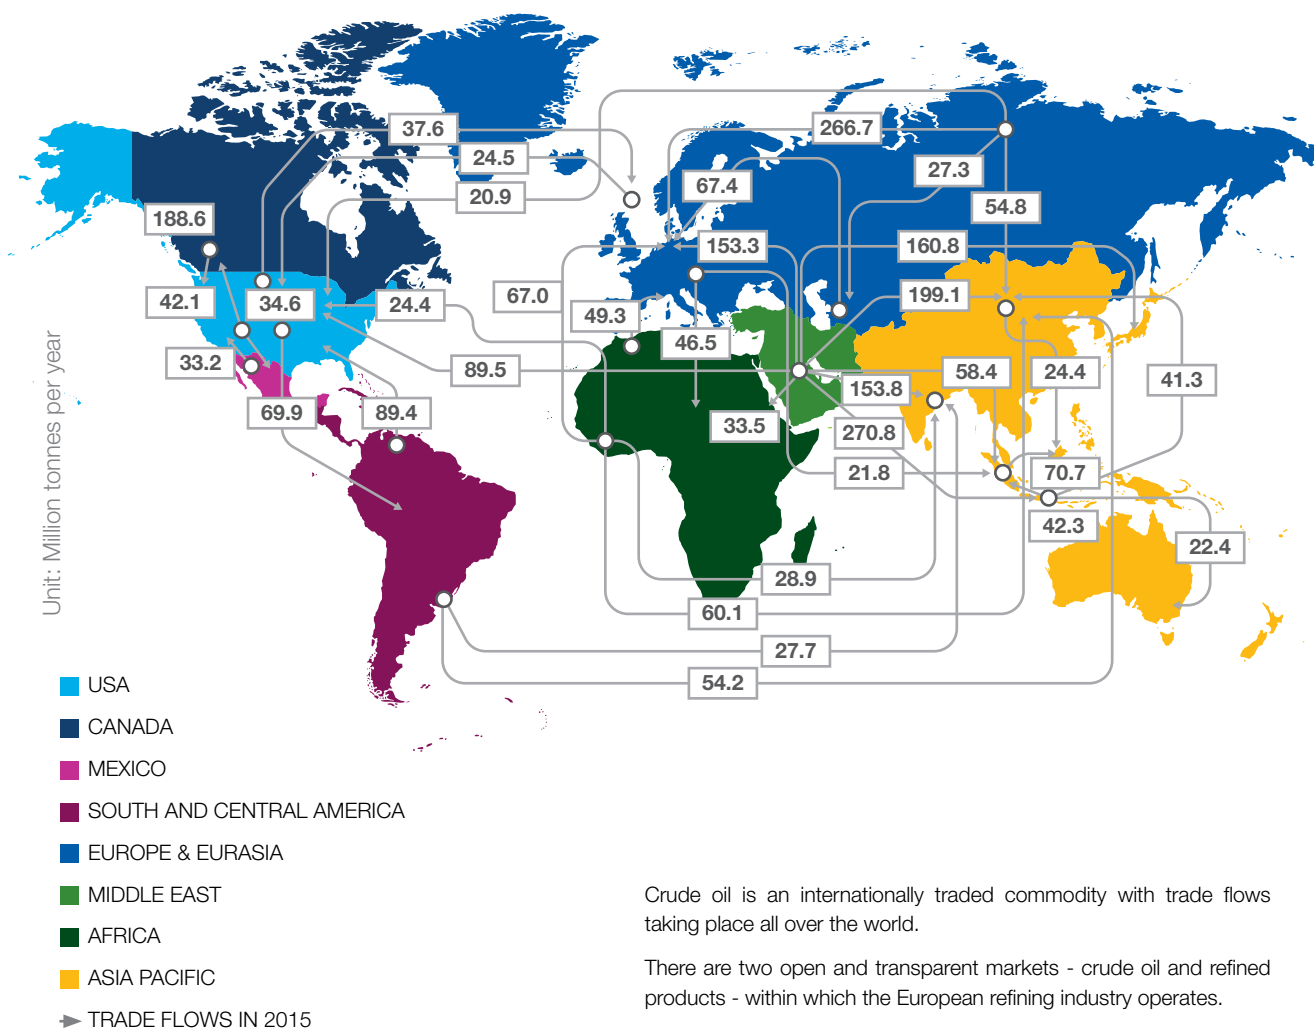 37.6
266.7
24.5
27.3
67.4
20.9
54.8
188.6
153.3
160.8
67.0
199.1
42.1
34.6
24.4
49.3
46.5
33.2
89.5
58.4
24.4
41.3
153.8
69.9
89.4
33.5
270.8
21.8
70.7
42.3
22.4
28.9
60.1
27.7
54.2
Unit: Million tonnes per year
USA
CANADA
MEXICO
SOUTH AND CENTRAL AMERICA
EUROPE & EURASIA
MIDDLE EAST
AFRICA
ASIA PACIFIC
TRADE FLOWS IN 2015
Crude oil is an internationally traded commodity with trade flows
taking place all over the world.
There are two open and transparent markets - crude oil and refined
products - within which the European refining industry operates.